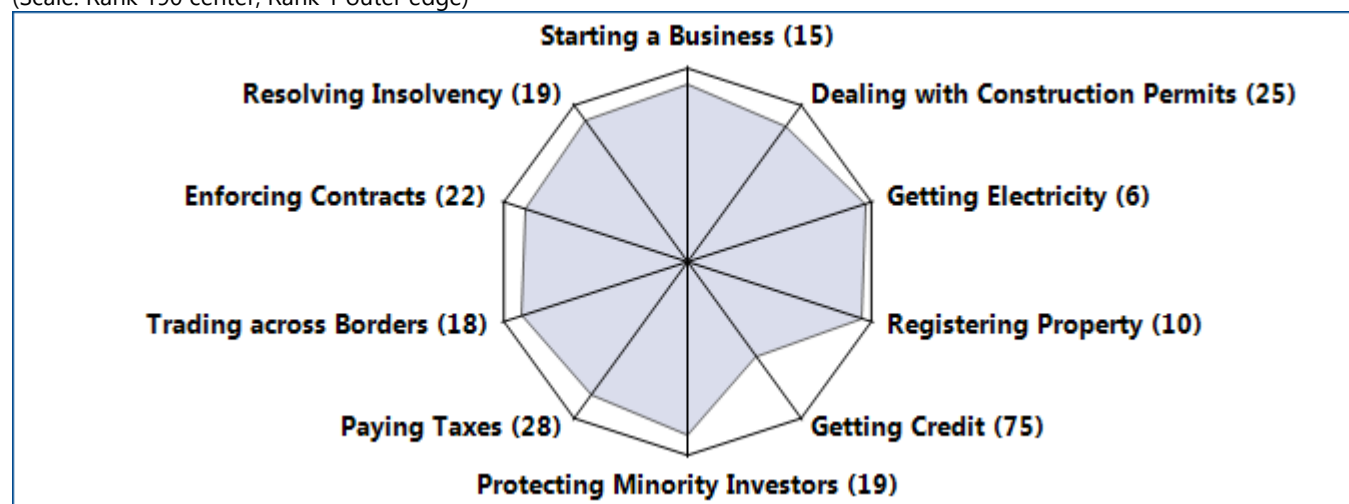 (Scale: Rank 190 center, Rank 1 outer edge)
Starting a Business (15)
Resolving Insolvency (19)
Dealing with Construction Permits (25)
Enforcing Contracts (22)
Getting Electricity (6)
Trading across Borders (18)
Registering Property (10)
Paying Taxes (28)
Getting Credit (75)
Protecting Minority Investors (19)